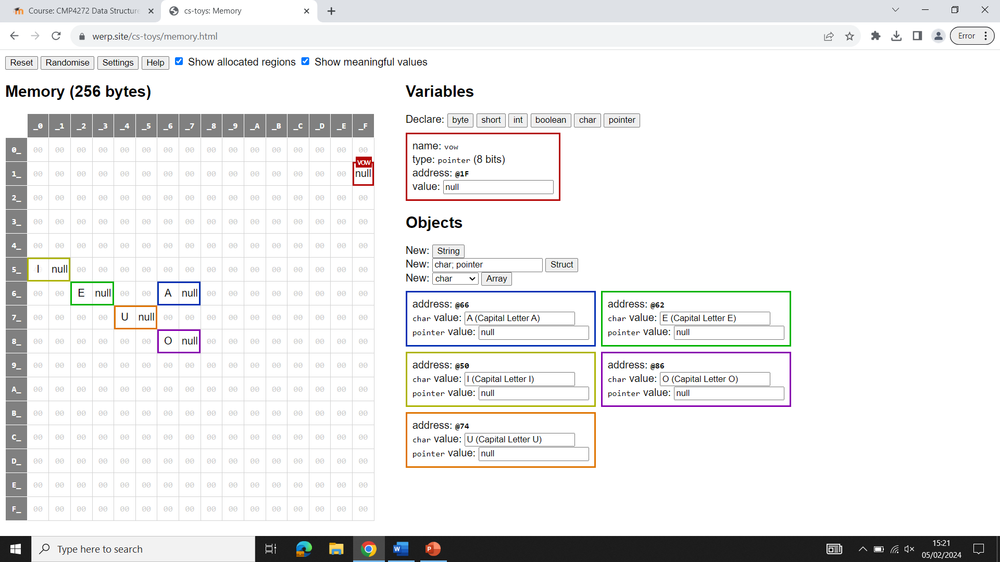 Course: CMP4272 Data Structure
cs-toys: Memory
werp.site/cs-toys/memory.html
Error
Reset Randomise Settings Help Show allocated regions Show meaningful values
Memory (256 bytes)
_0 _1 _2 _3 _4 _5 _6 _7 _8 _9 _A _B _C _D _E _F
0_ 00 00 00 00 00 00 00 00 00 00 00 00 00 00 00 00
vow
1_ 00 00 00 00 00 00 00 00 00 00 00 00 00 00 00 null
2_ 00 00 00 00 00 00 00 00 00 00 00 00 00 00 00 00
3_ 00 00 00 00 00 00 00 00 00 00 00 00 00 00 00 00
4_ 00 00 00 00 00 00 00 00 00 00 00 00 00 00 00 00
5_ I null 00 00 00 00 00 00 00 00 00 00 00 00 00 00
6_ 00 00 E null 00 00 A null 00 00 00 00 00 00 00 00
7_ 00 00 00 00 U null 00 00 00 00 00 00 00 00 00 00
8_ 00 00 00 00 00 00 O null 00 00 00 00 00 00 00 00
9_ 00 00 00 00 00 00 00 00 00 00 00 00 00 00 00 00
A_ 00 00 00 00 00 00 00 00 00 00 00 00 00 00 00 00
B_ 00 00 00 00 00 00 00 00 00 00 00 00 00 00 00 00
C_ 00 00 00 00 00 00 00 00 00 00 00 00 00 00 00 00
D_ 00 00 00 00 00 00 00 00 00 00 00 00 00 00 00 00
E_ 00 00 00 00 00 00 00 00 00 00 00 00 00 00 00 00
F_ 00 00 00 00 00 00 00 00 00 00 00 00 00 00 00 00
Variables
Declare: byte short int boolean char pointer
name: vow
type: pointer (8 bits)
address: @1F
value: null
Objects
New: String
New: char; pointer Struct
New: char Array
address: @66
char value: A (Capital Letter A)
pointer value: null
address: @62
char value: E (Capital Letter E)
pointer value: null
address: @50
char value: I (Capital Letter I)
pointer value: null
address: @86
char value: O (Capital Letter O)
pointer value: null
address: @74
char value: U (Capital Letter U)
pointer value: null
Type here to search
W
P
15:21
05/02/2024